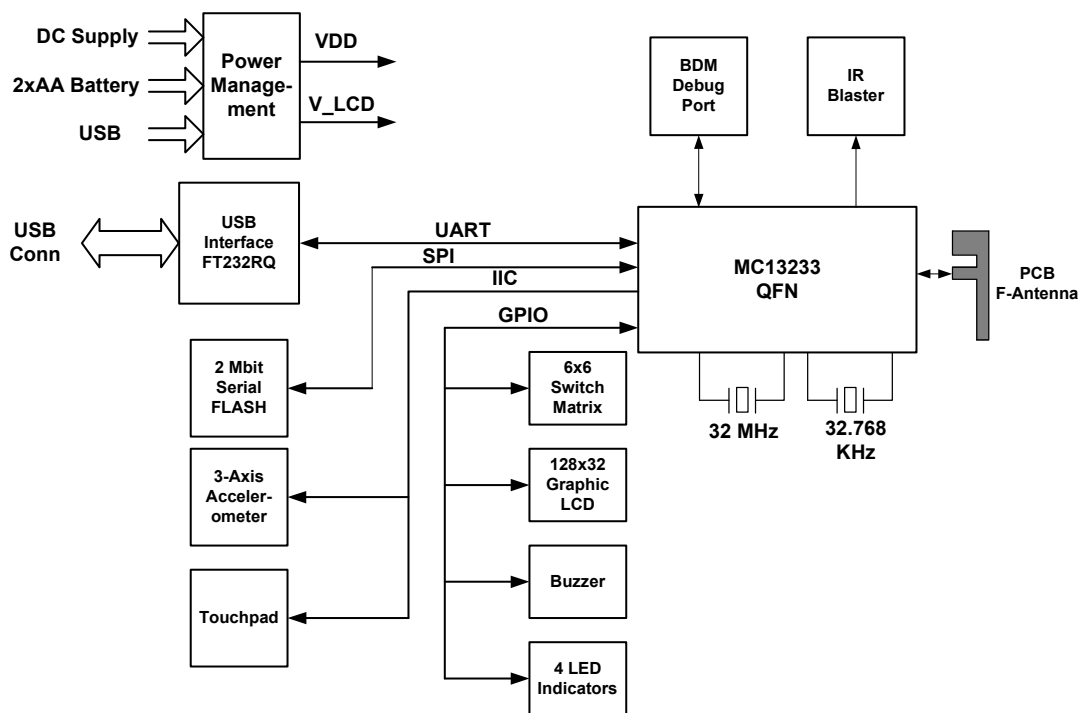 DC Supply
2xAA Battery
USB
Power
Manage-
ment
VDD
V_LCD
BDM
Debug
Port
IR
Blaster
USB
Conn
USB
Interface
FT232RQ
UART
SPI
IIC
GPIO
MC13233
QFN
PCB
F-Antenna
2 Mbit
Serial
FLASH
6x6
Switch
Matrix
32 MHz
32.768
KHz
3-Axis
Acceler-
ometer
128x32
Graphic
LCD
Touchpad
Buzzer
4 LED
Indicators